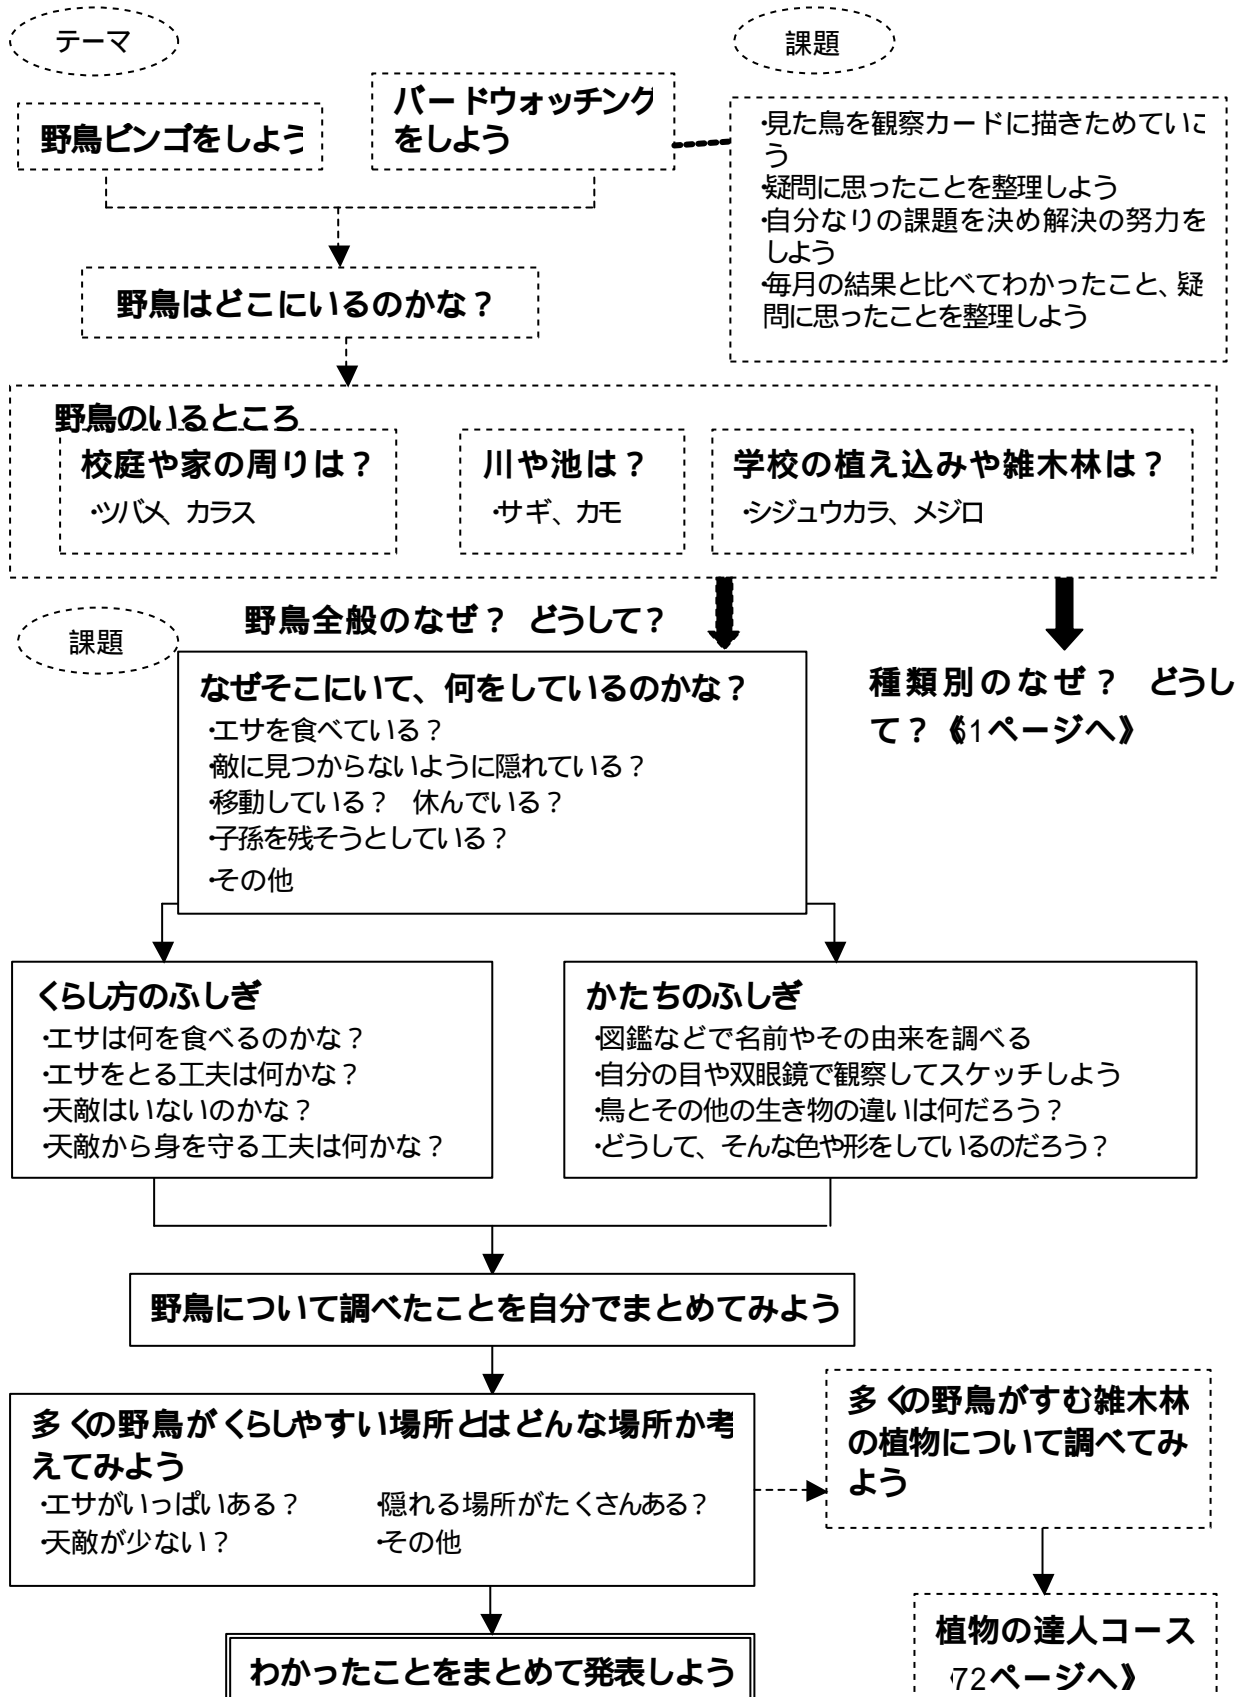 テーマ
課題
野鳥ビンゴをしよう
バードウォッチング
をしよう
・見た鳥を観察カードに描きためていこ
う
・疑問に思ったことを整理しよう
・自分なりの課題を決め解決の努力を
しよう
・毎月の結果と比べてわかったこと、疑
問に思ったことを整理しよう
野鳥はどこにいるのかな？
野鳥のいるところ
校庭や家の周りは？
・ツバメ、カラス
川や池は？
・サギ、カモ
学校の植え込みや雑木林は？
・シジュウカラ、メジロ
課題
野鳥全般のなぜ？ どうして？
なぜそこにいて、何をしているのかな？
・エサを食べている？
・敵に見つからないように隠れている？
・移動している？ 休んでいる？
・子孫を残そうとしている？
・その他
種類別のなぜ？ どうし
て？《61ページへ》
くらし方のふしぎ
・エサは何を食べるのかな？
・エサをとる工夫は何かな？
・天敵はいないのかな？
・天敵から身を守る工夫は何かな？
かたちのふしぎ
・図鑑などで名前やその由来を調べる
・自分の目や双眼鏡で観察してスケッチしよう
・鳥とその他の生き物の違いは何だろう？
・どうして、そんな色や形をしているのだろう？
野鳥について調べたことを自分でまとめてみよう
多くの野鳥がくらしやすい場所とはどんな場所か考
えてみよう
・エサがいっぱいある？ ・隠れる場所がたくさんある？
・天敵が少ない？ ・その他
多くの野鳥がすむ雑木林
の植物について調べてみ
よう
植物の達人コース
《72ページへ》
わかったことをまとめて発表しよう